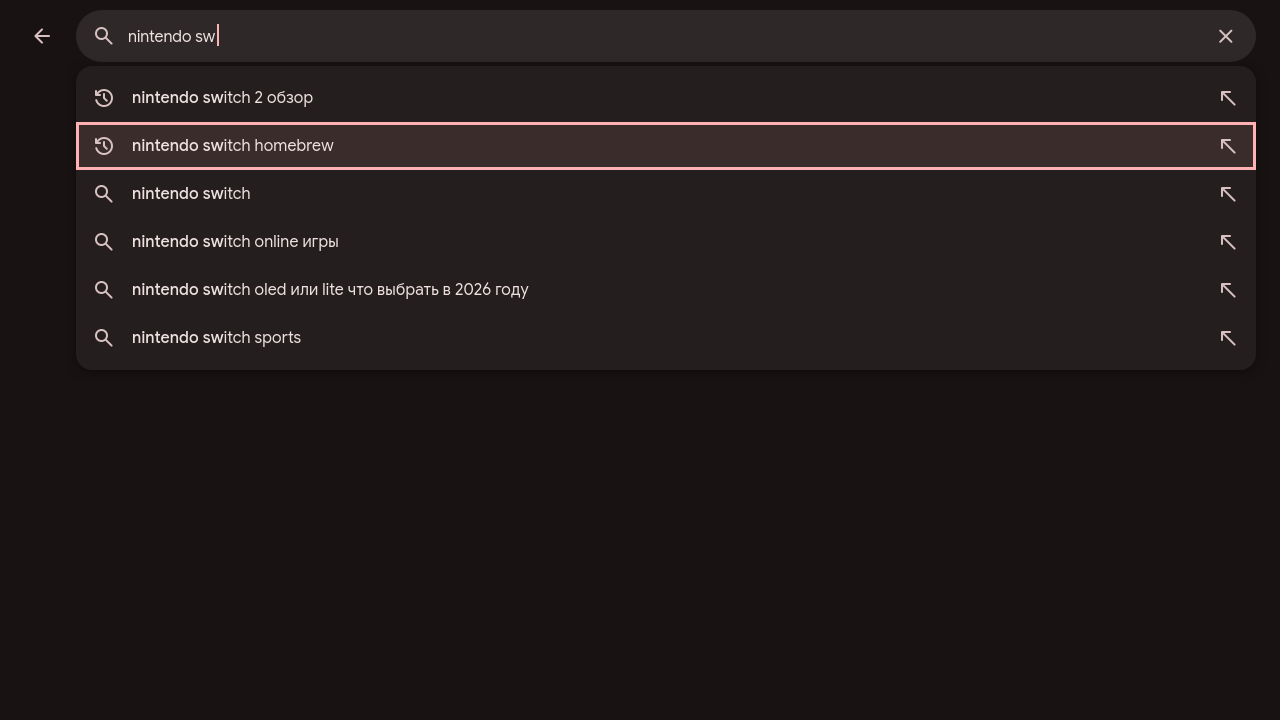 nintendo sw
nintendo switch 2 обзор
nintendo switch homebrew
nintendo switch
nintendo switch online игры
nintendo switch oled или lite что выбрать в 2026 году
nintendo switch sports